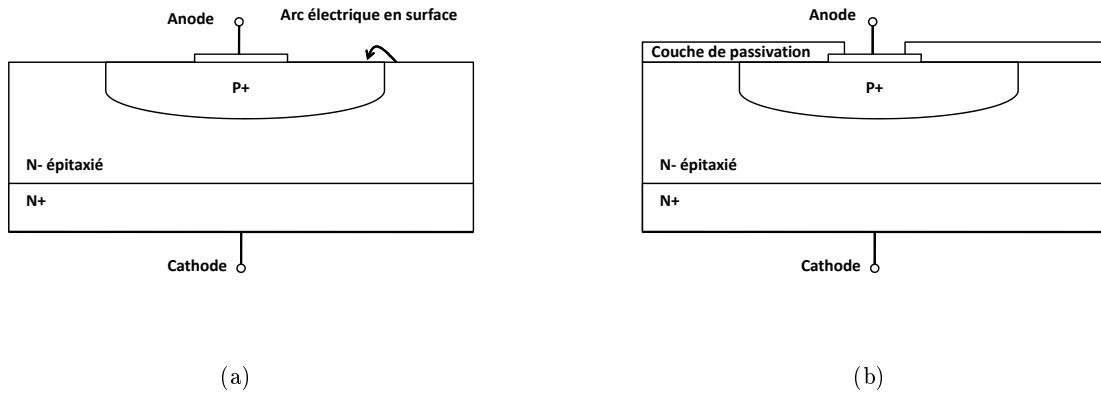 Anode
Arc électrique en surface
P+
N- épitaxié
N+
Cathode
(a)
Anode
Couche de passivation
P+
N- épitaxié
N+
Cathode
(b)